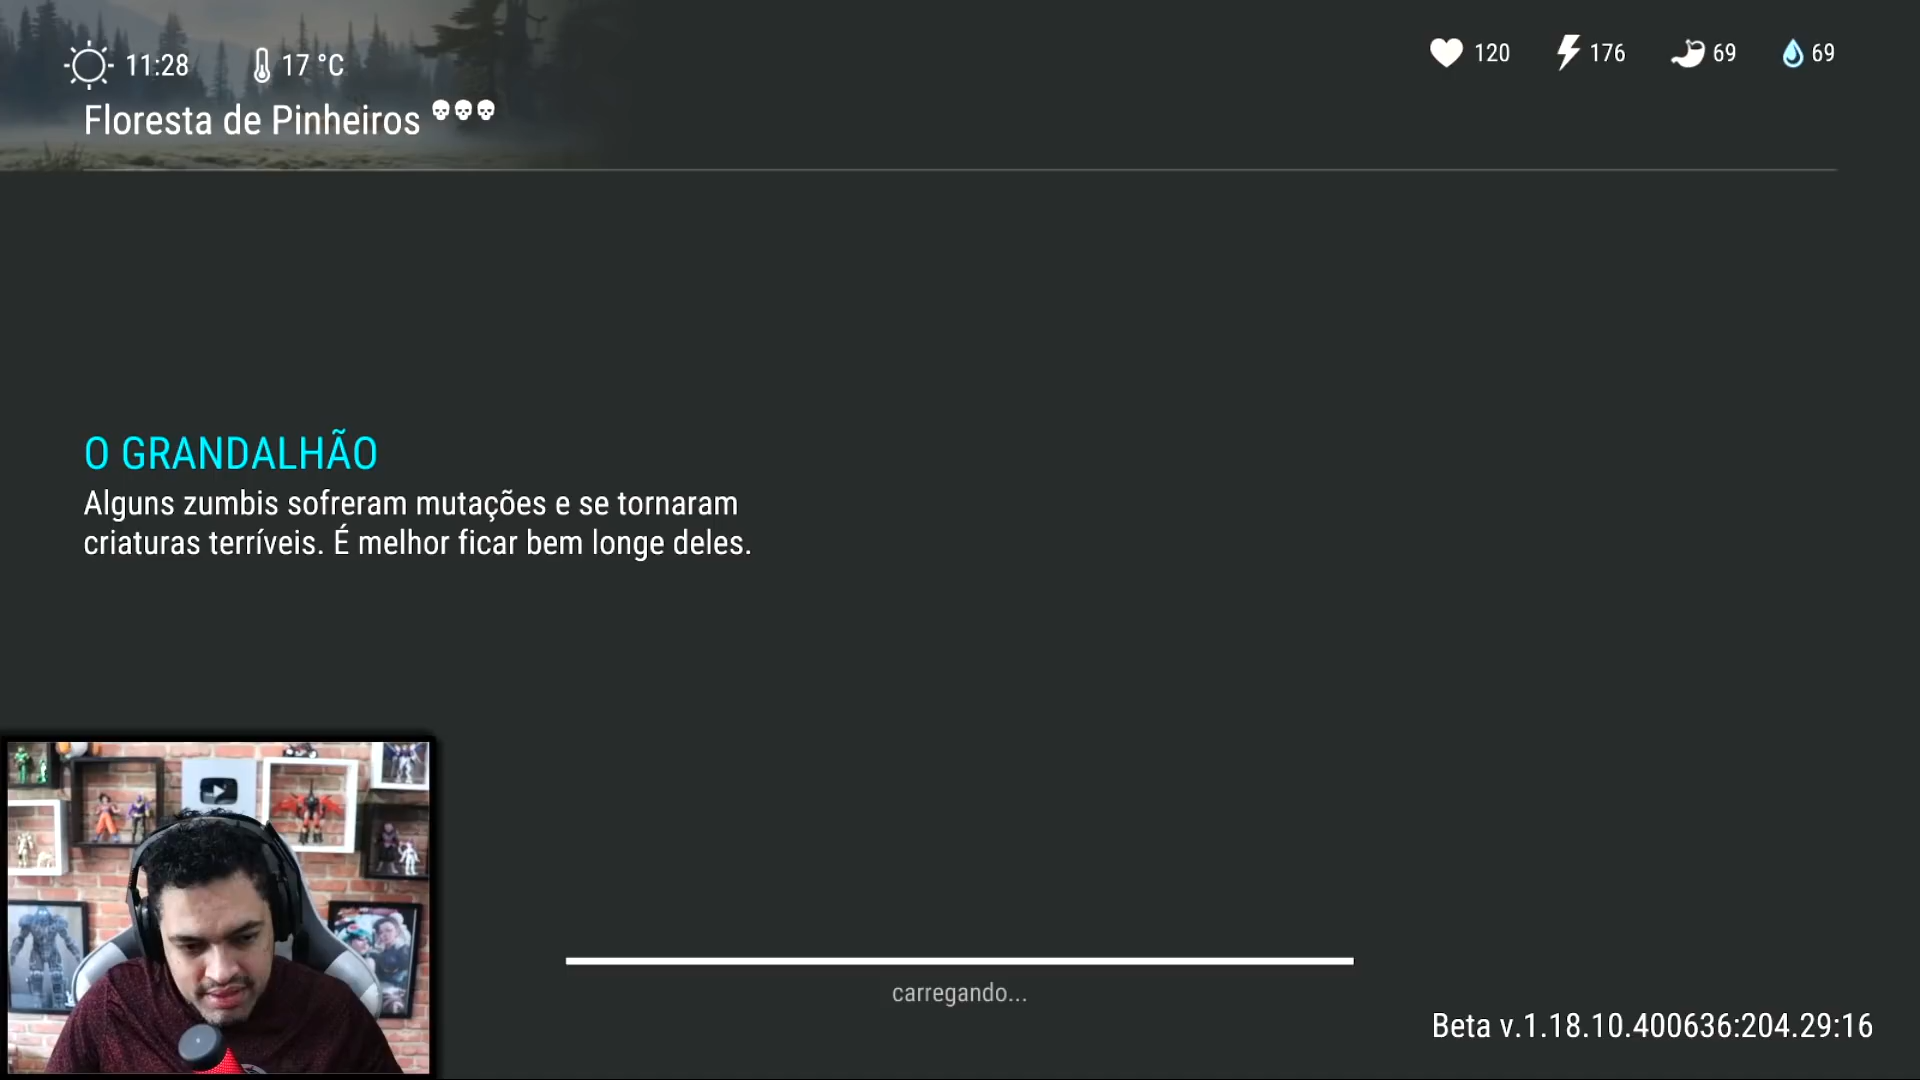 11:28
17 °C
120
176
69
69
Floresta de Pinheiros
O GRANDALHÃO
Alguns zumbis sofreram mutações e se tornaram
criaturas terríveis. É melhor ficar bem longe deles.
carregando...
Beta v.1.18.10.400636:204.29:16